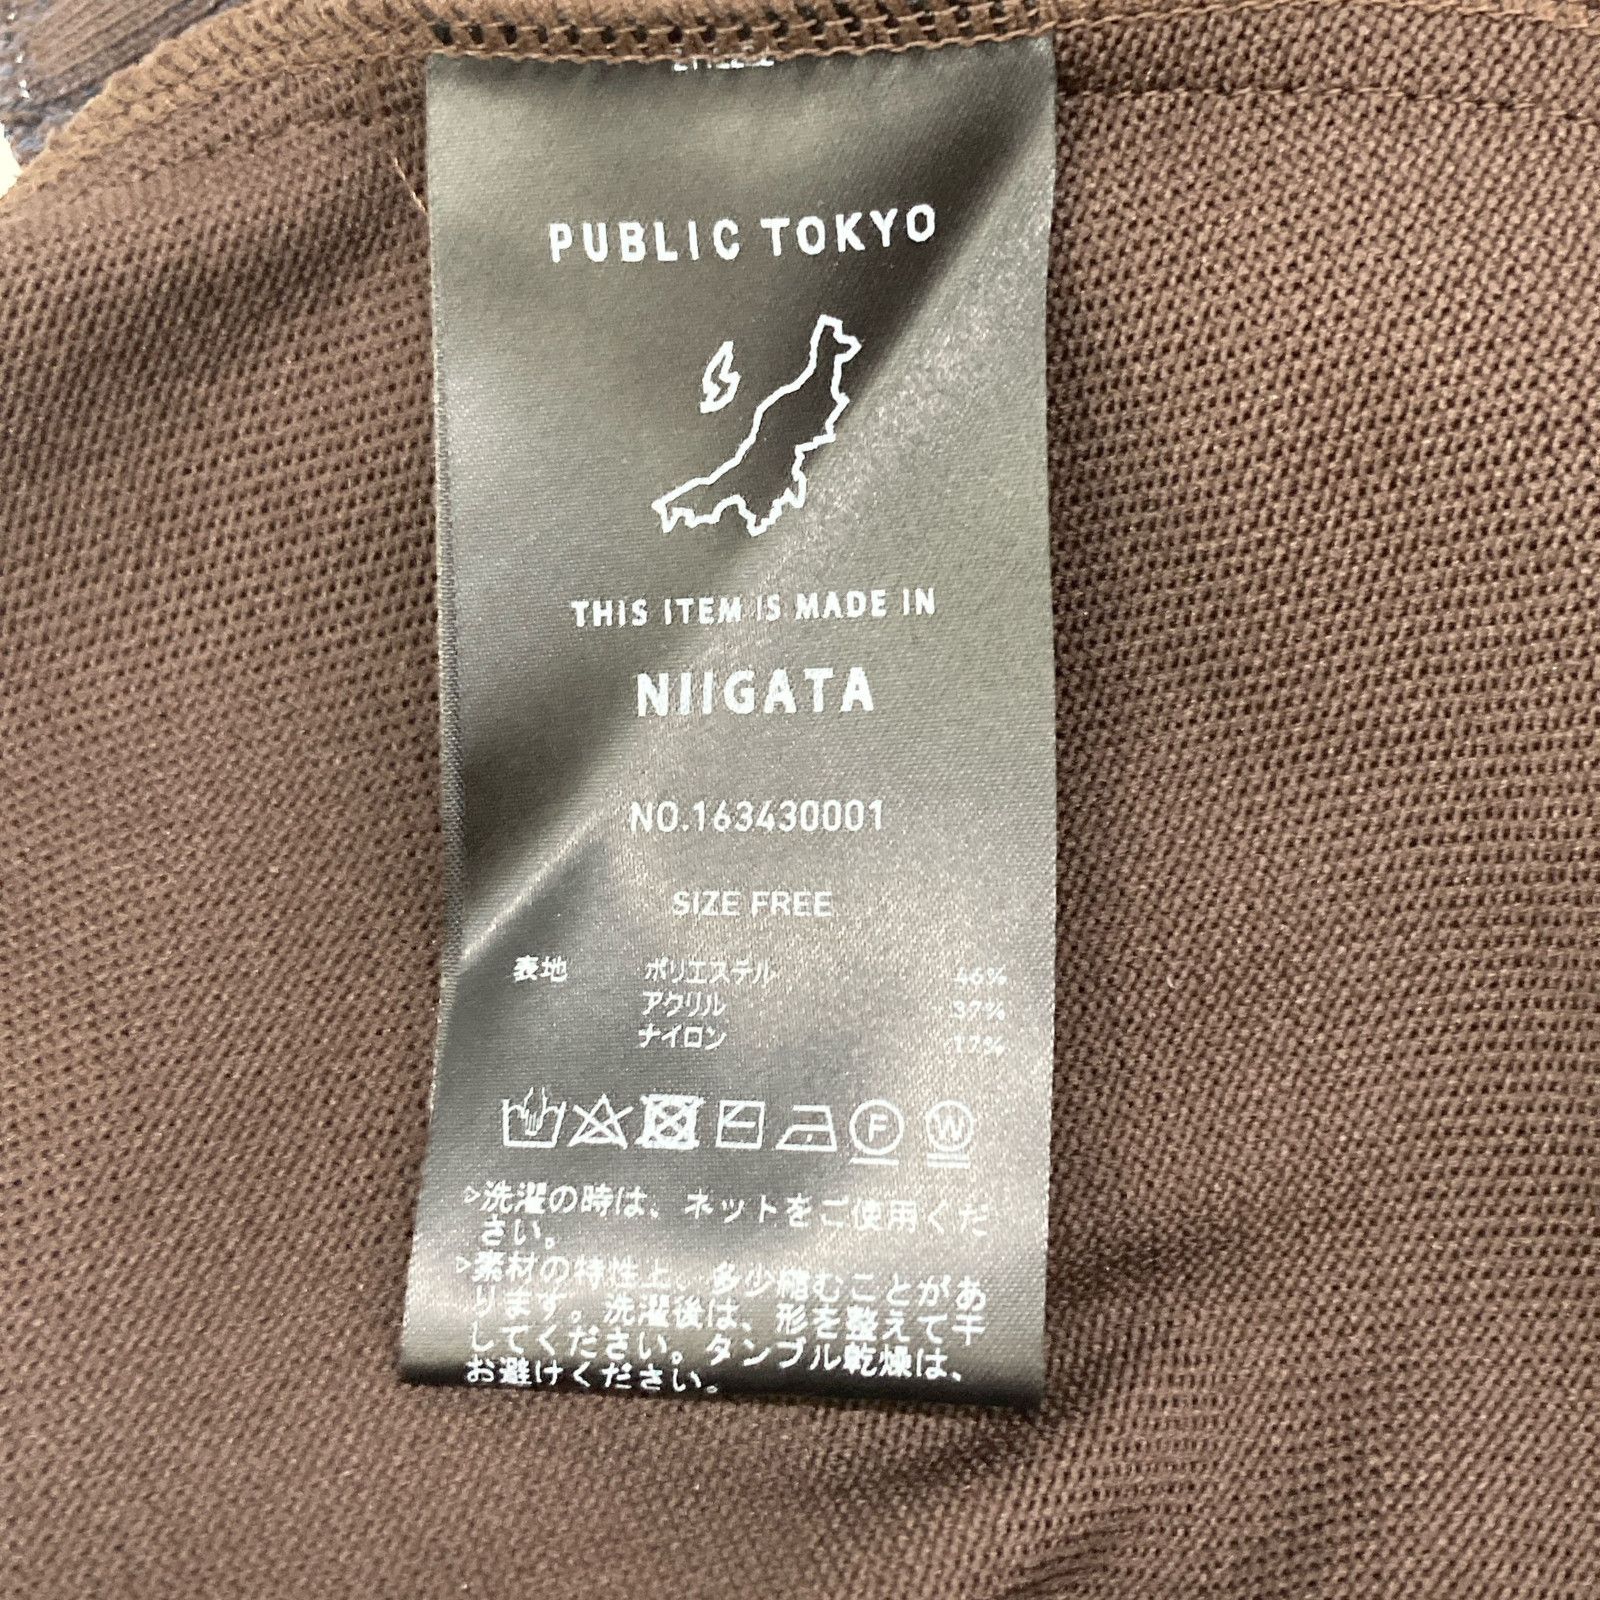 PUBLIC TOKYO
THIS ITEM IS MADE IN
NIIGATA
NO.163430001
SIZE FREE
表地 ポリエステル 46%
アクリル 37%
ナイロン 17%
F W
▷洗濯の時は、ネットをご使用くだ
さい。
▷素材の特性上、多少縮むことがあ
ります。洗濯後は、形を整えて干
してください。タンブル乾燥は、
お避けください。